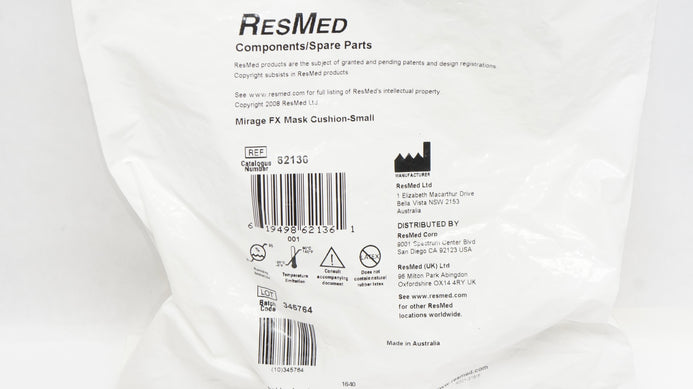 RESMED
Components/Spare Parts
ResMed products are the subject of granted and pending patents and design registrations.
Copyright subsists in ResMed products
See www.resmed.com for full listing of ResMed's intellectual property.
Copyright 2008 ResMed Ltd.
Mirage FX Mask Cushion-Small
REF
Catalogue
Number
62136
6 19498 62136 1
001
Temperature
limitation
Consult
accompanying
document
LATEX
Does not
contain natural
rubber latex
LOT
Batch
Code
345764
(10)345764
MANUFACTURER
ResMed Ltd
1 Elizabeth Macarthur Drive
Bella Vista NSW 2153
Australia
DISTRIBUTED BY
ResMed Corp
9001 Spectrum Center Blvd
San Diego CA 92123 USA
ResMed (UK) Ltd
96 Milton Park Abingdon
Oxfordshire OX14 4RY UK
See www.resmed.com
for other ResMed
locations worldwide.
Made in Australia
www.resmed.com
1640